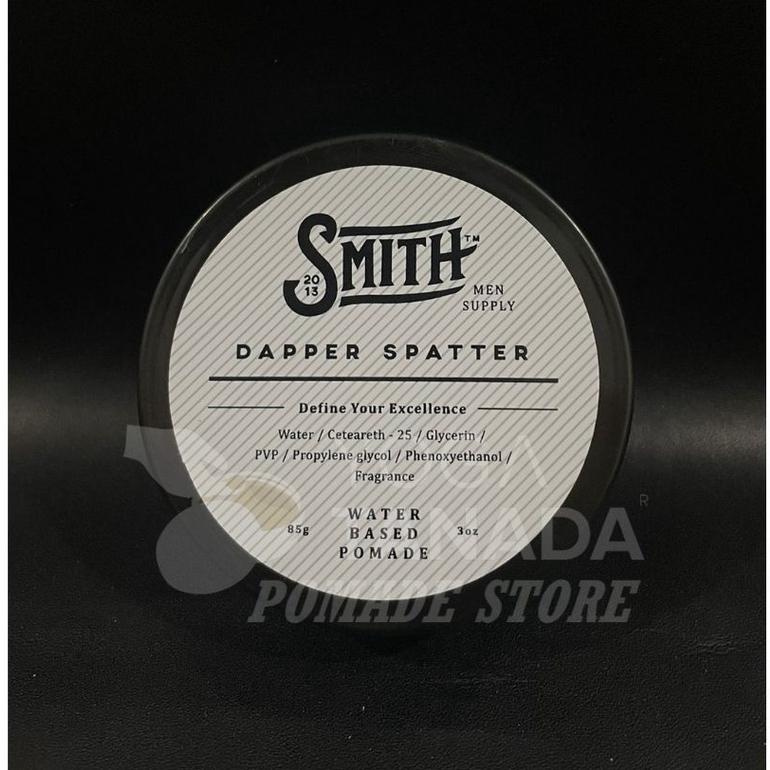 SMITH™
20
13
MEN
SUPPLY
DAPPER SPATTER
Define Your Excellence
Water / Ceteareth - 25 / Glycerin /
PVP / Propylene glycol / Phenoxyethanol /
Fragrance
85g
WATER
BASED
POMADE
3oz
NADA
R
POMADE STORE